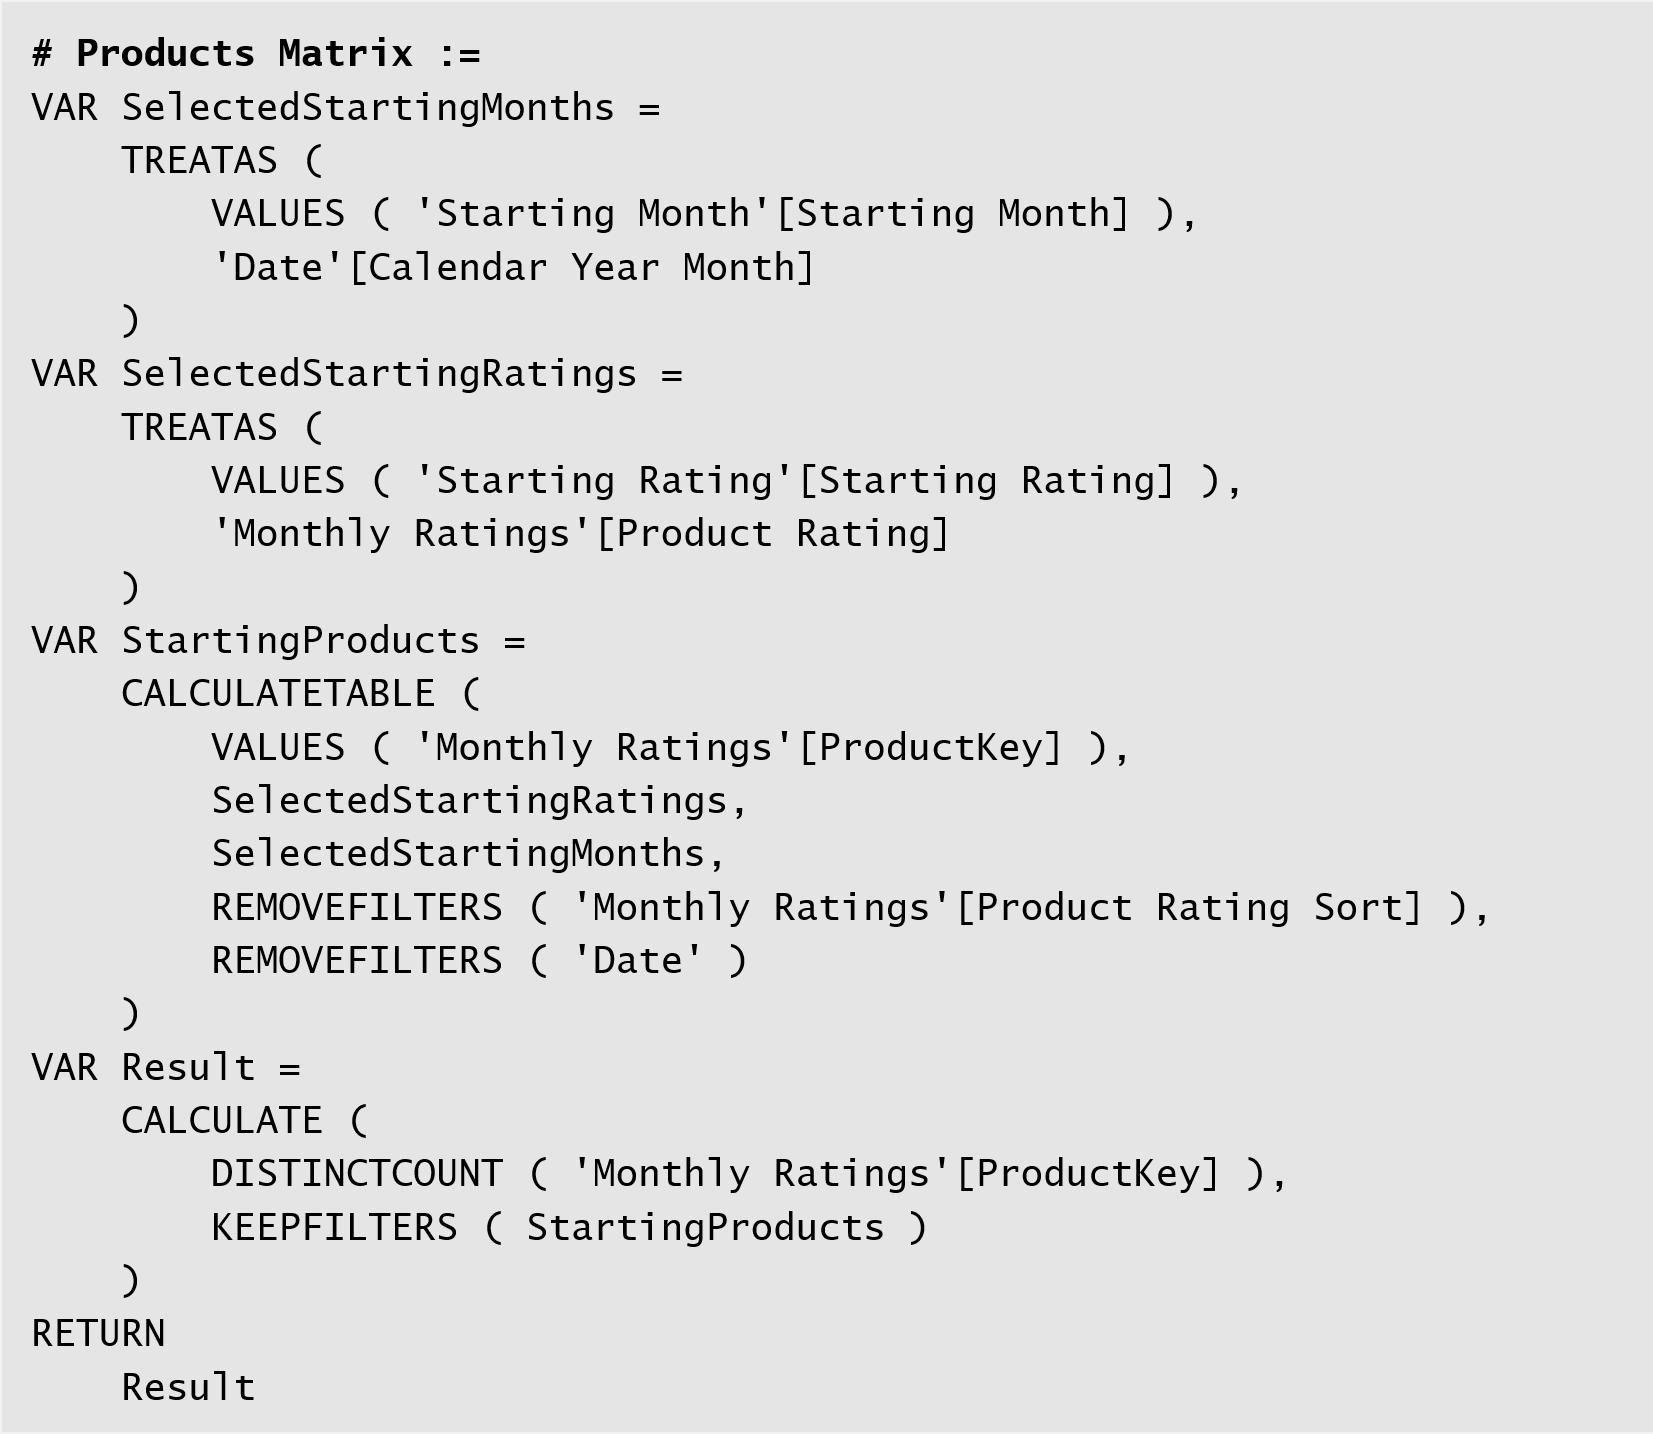 # Products Matrix :=
VAR SelectedStartingMonths =
    TREATAS (
        VALUES ( 'Starting Month'[Starting Month] ),
        'Date'[Calendar Year Month]
    )
VAR SelectedStartingRatings =
    TREATAS (
        VALUES ( 'Starting Rating'[Starting Rating] ),
        'Monthly Ratings'[Product Rating]
    )
VAR StartingProducts =
    CALCULATETABLE (
        VALUES ( 'Monthly Ratings'[ProductKey] ),
        SelectedStartingRatings,
        SelectedStartingMonths,
        REMOVEFILTERS ( 'Monthly Ratings'[Product Rating Sort] ),
        REMOVEFILTERS ( 'Date' )
    )
VAR Result =
    CALCULATE (
        DISTINCTCOUNT ( 'Monthly Ratings'[ProductKey] ),
        KEEPFILTERS ( StartingProducts )
    )
RETURN
    Result